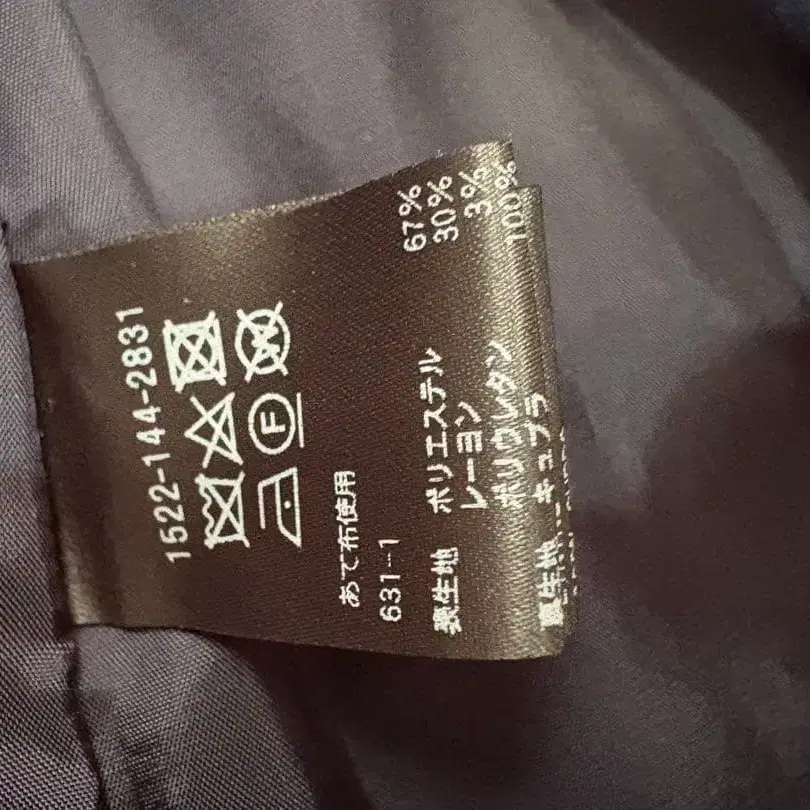 1522-144-2831
F
W
あて布使用
631-1
表生地 ポリエステル 67%
レーヨン 30%
ポリウレタン 3%
裏生地 キュプラ 100%